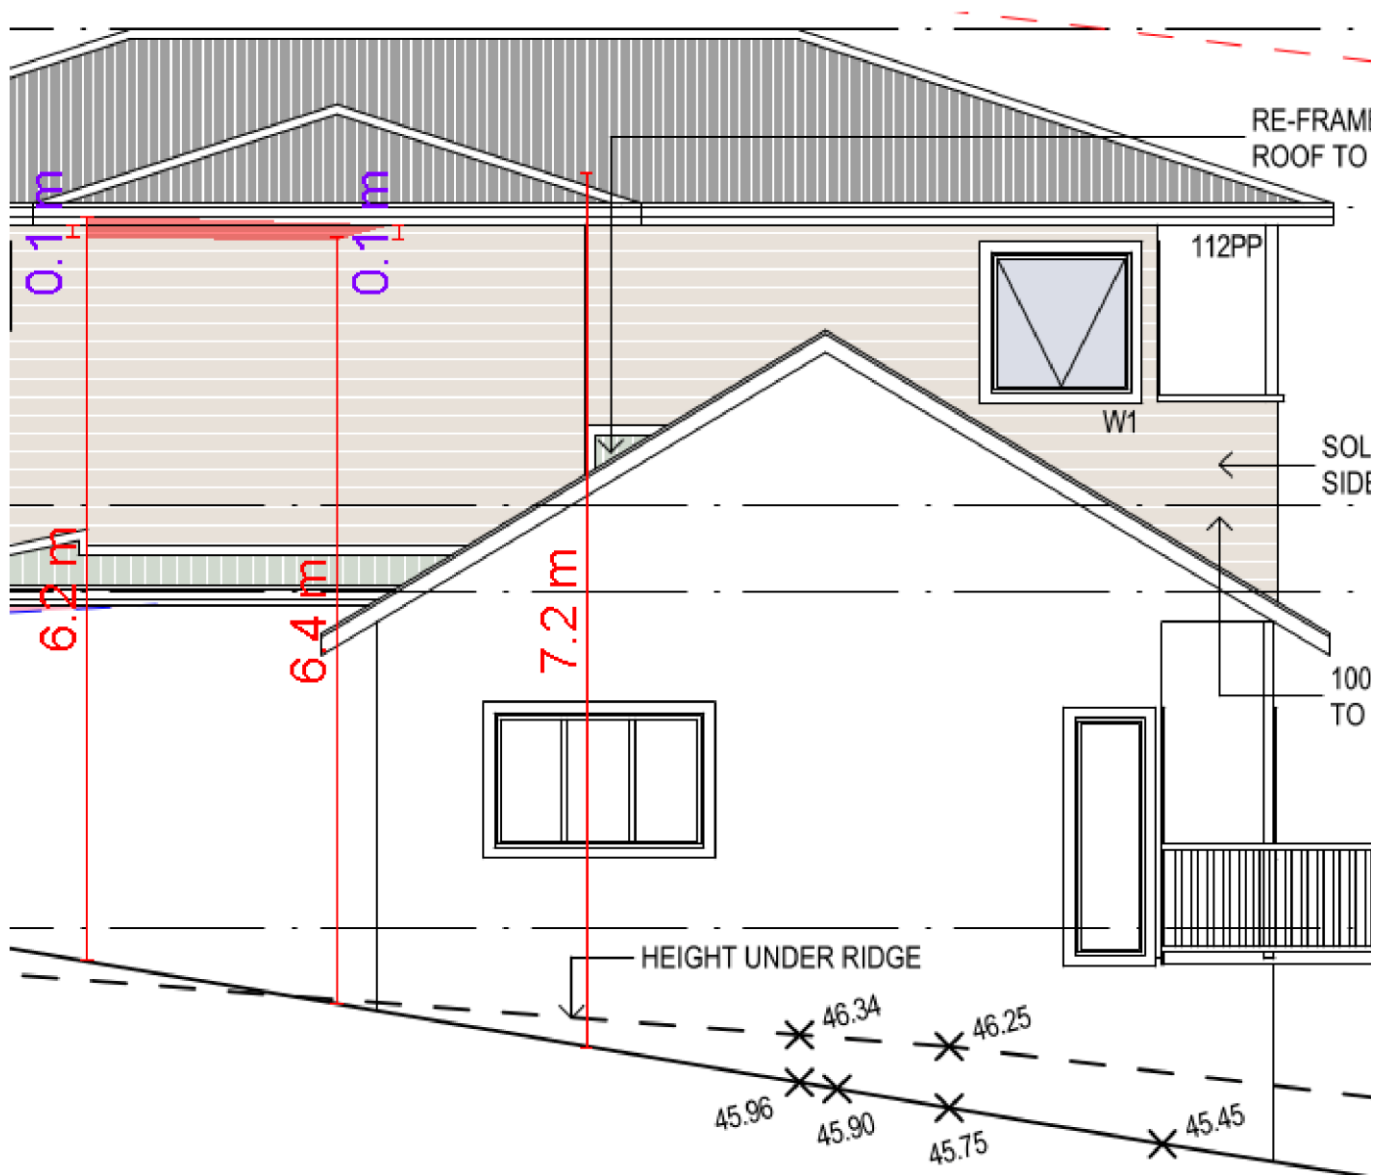 RE-FRAM
ROOF TO
0.1 m
0.1 m
112PP
W1
SOL
SIDE
6.2 m
6.4 m
7.2 m
100
TO
HEIGHT UNDER RIDGE
46.34
46.25
45.96
45.90
45.75
45.45